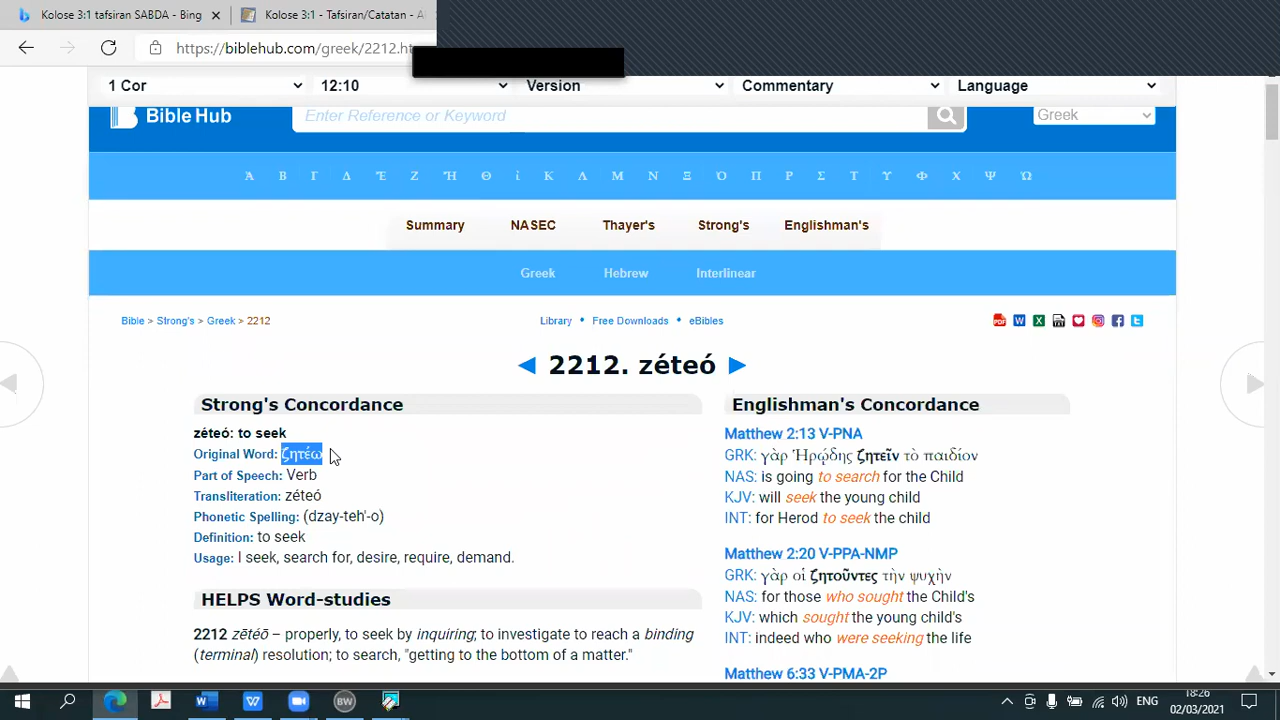 Kolose 3:1 tafsiran SABDA - Bing
Kolose 3:1 • tafsiran/Catatan - A
https://biblehub.com/greek/2212.ht
1 Cor 12:10 Version Commentary Language
Bible Hub Enter Reference or Keyword Greek
Ἀ Β Γ Δ Ἐ Ζ Ἢ Θ ἰ Κ Λ Μ Ν Ξ Ὀ Π Ρ Σ Τ Υ Φ Χ Ψ Ὠ
Summary NASEC Thayer's Strong's Englishman's
Greek Hebrew Interlinear
Bible > Strong's > Greek > 2212
Library • Free Downloads • eBibles
◄ 2212. zéteó ►
Strong's Concordance
zéteó: to seek
Original Word: ζητέω
Part of Speech: Verb
Transliteration: zéteó
Phonetic Spelling: (dzay-teh'-o)
Definition: to seek
Usage: I seek, search for, desire, require, demand.
HELPS Word-studies
2212 zētéō – properly, to seek by inquiring; to investigate to reach a binding
(terminal) resolution; to search, "getting to the bottom of a matter."
Englishman's Concordance
Matthew 2:13 V-PNA
GRK: γὰρ Ἡρῴδης ζητεῖν τὸ παιδίον
NAS: is going to search for the Child
KJV: will seek the young child
INT: for Herod to seek the child
Matthew 2:20 V-PPA-NMP
GRK: γὰρ οἱ ζητοῦντες τὴν ψυχὴν
NAS: for those who sought the Child's
KJV: which sought the young child's
INT: indeed who were seeking the life
Matthew 6:33 V-PMA-2P
ENG
18:26
02/03/2021